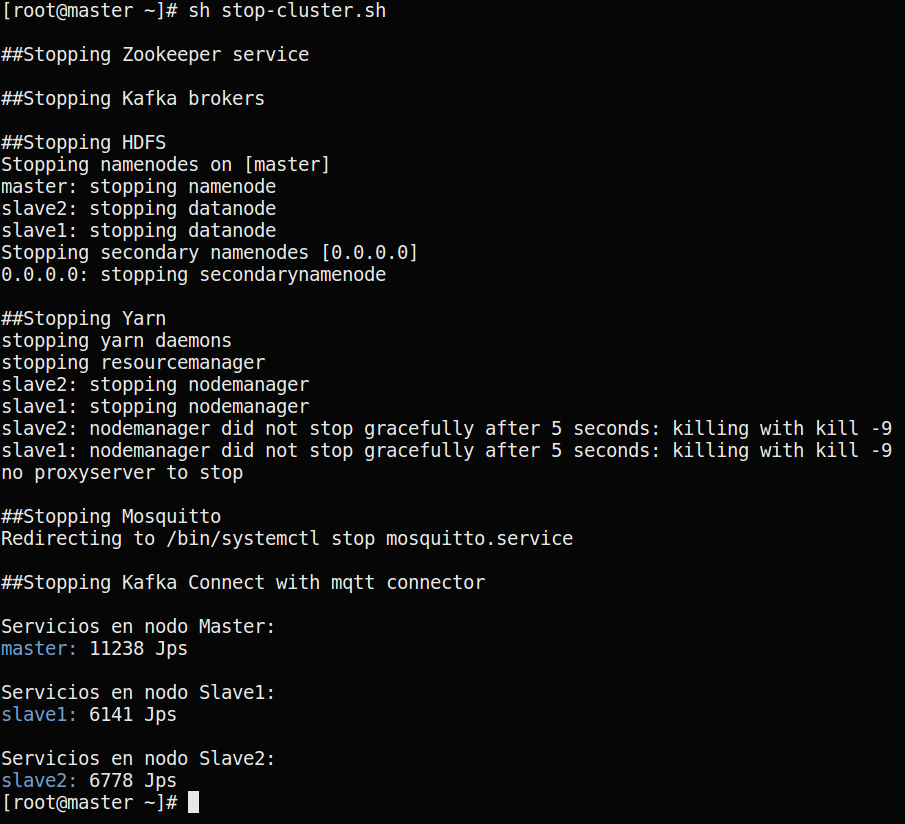 [root@master ~]# sh stop-cluster.sh
##Stopping Zookeeper service
##Stopping Kafka brokers
##Stopping HDFS
Stopping namenodes on [master]
master: stopping namenode
slave2: stopping datanode
slave1: stopping datanode
Stopping secondary namenodes [0.0.0.0]
0.0.0.0: stopping secondarynamenode
##Stopping Yarn
stopping yarn daemons
stopping resourcemanager
slave2: stopping nodemanager
slave1: stopping nodemanager
slave2: nodemanager did not stop gracefully after 5 seconds: killing with kill -9
slave1: nodemanager did not stop gracefully after 5 seconds: killing with kill -9
no proxyserver to stop
##Stopping Mosquitto
Redirecting to /bin/systemctl stop mosquitto.service
##Stopping Kafka Connect with mqtt connector
Servicios en nodo Master:
master: 11238 Jps
Servicios en nodo Slave1:
slave1: 6141 Jps
Servicios en nodo Slave2:
slave2: 6778 Jps
[root@master ~]#